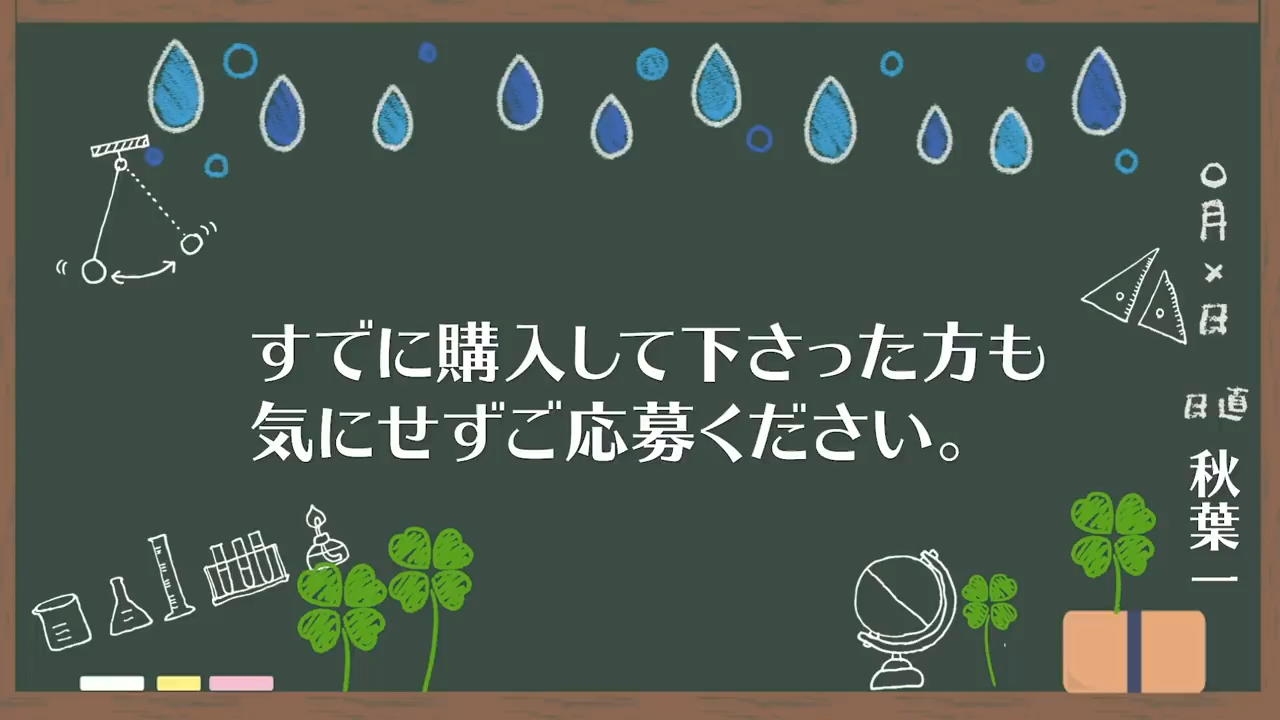 すでに購入して下さった方も
気にせずご応募ください。
〇月×日
日直
秋葉一